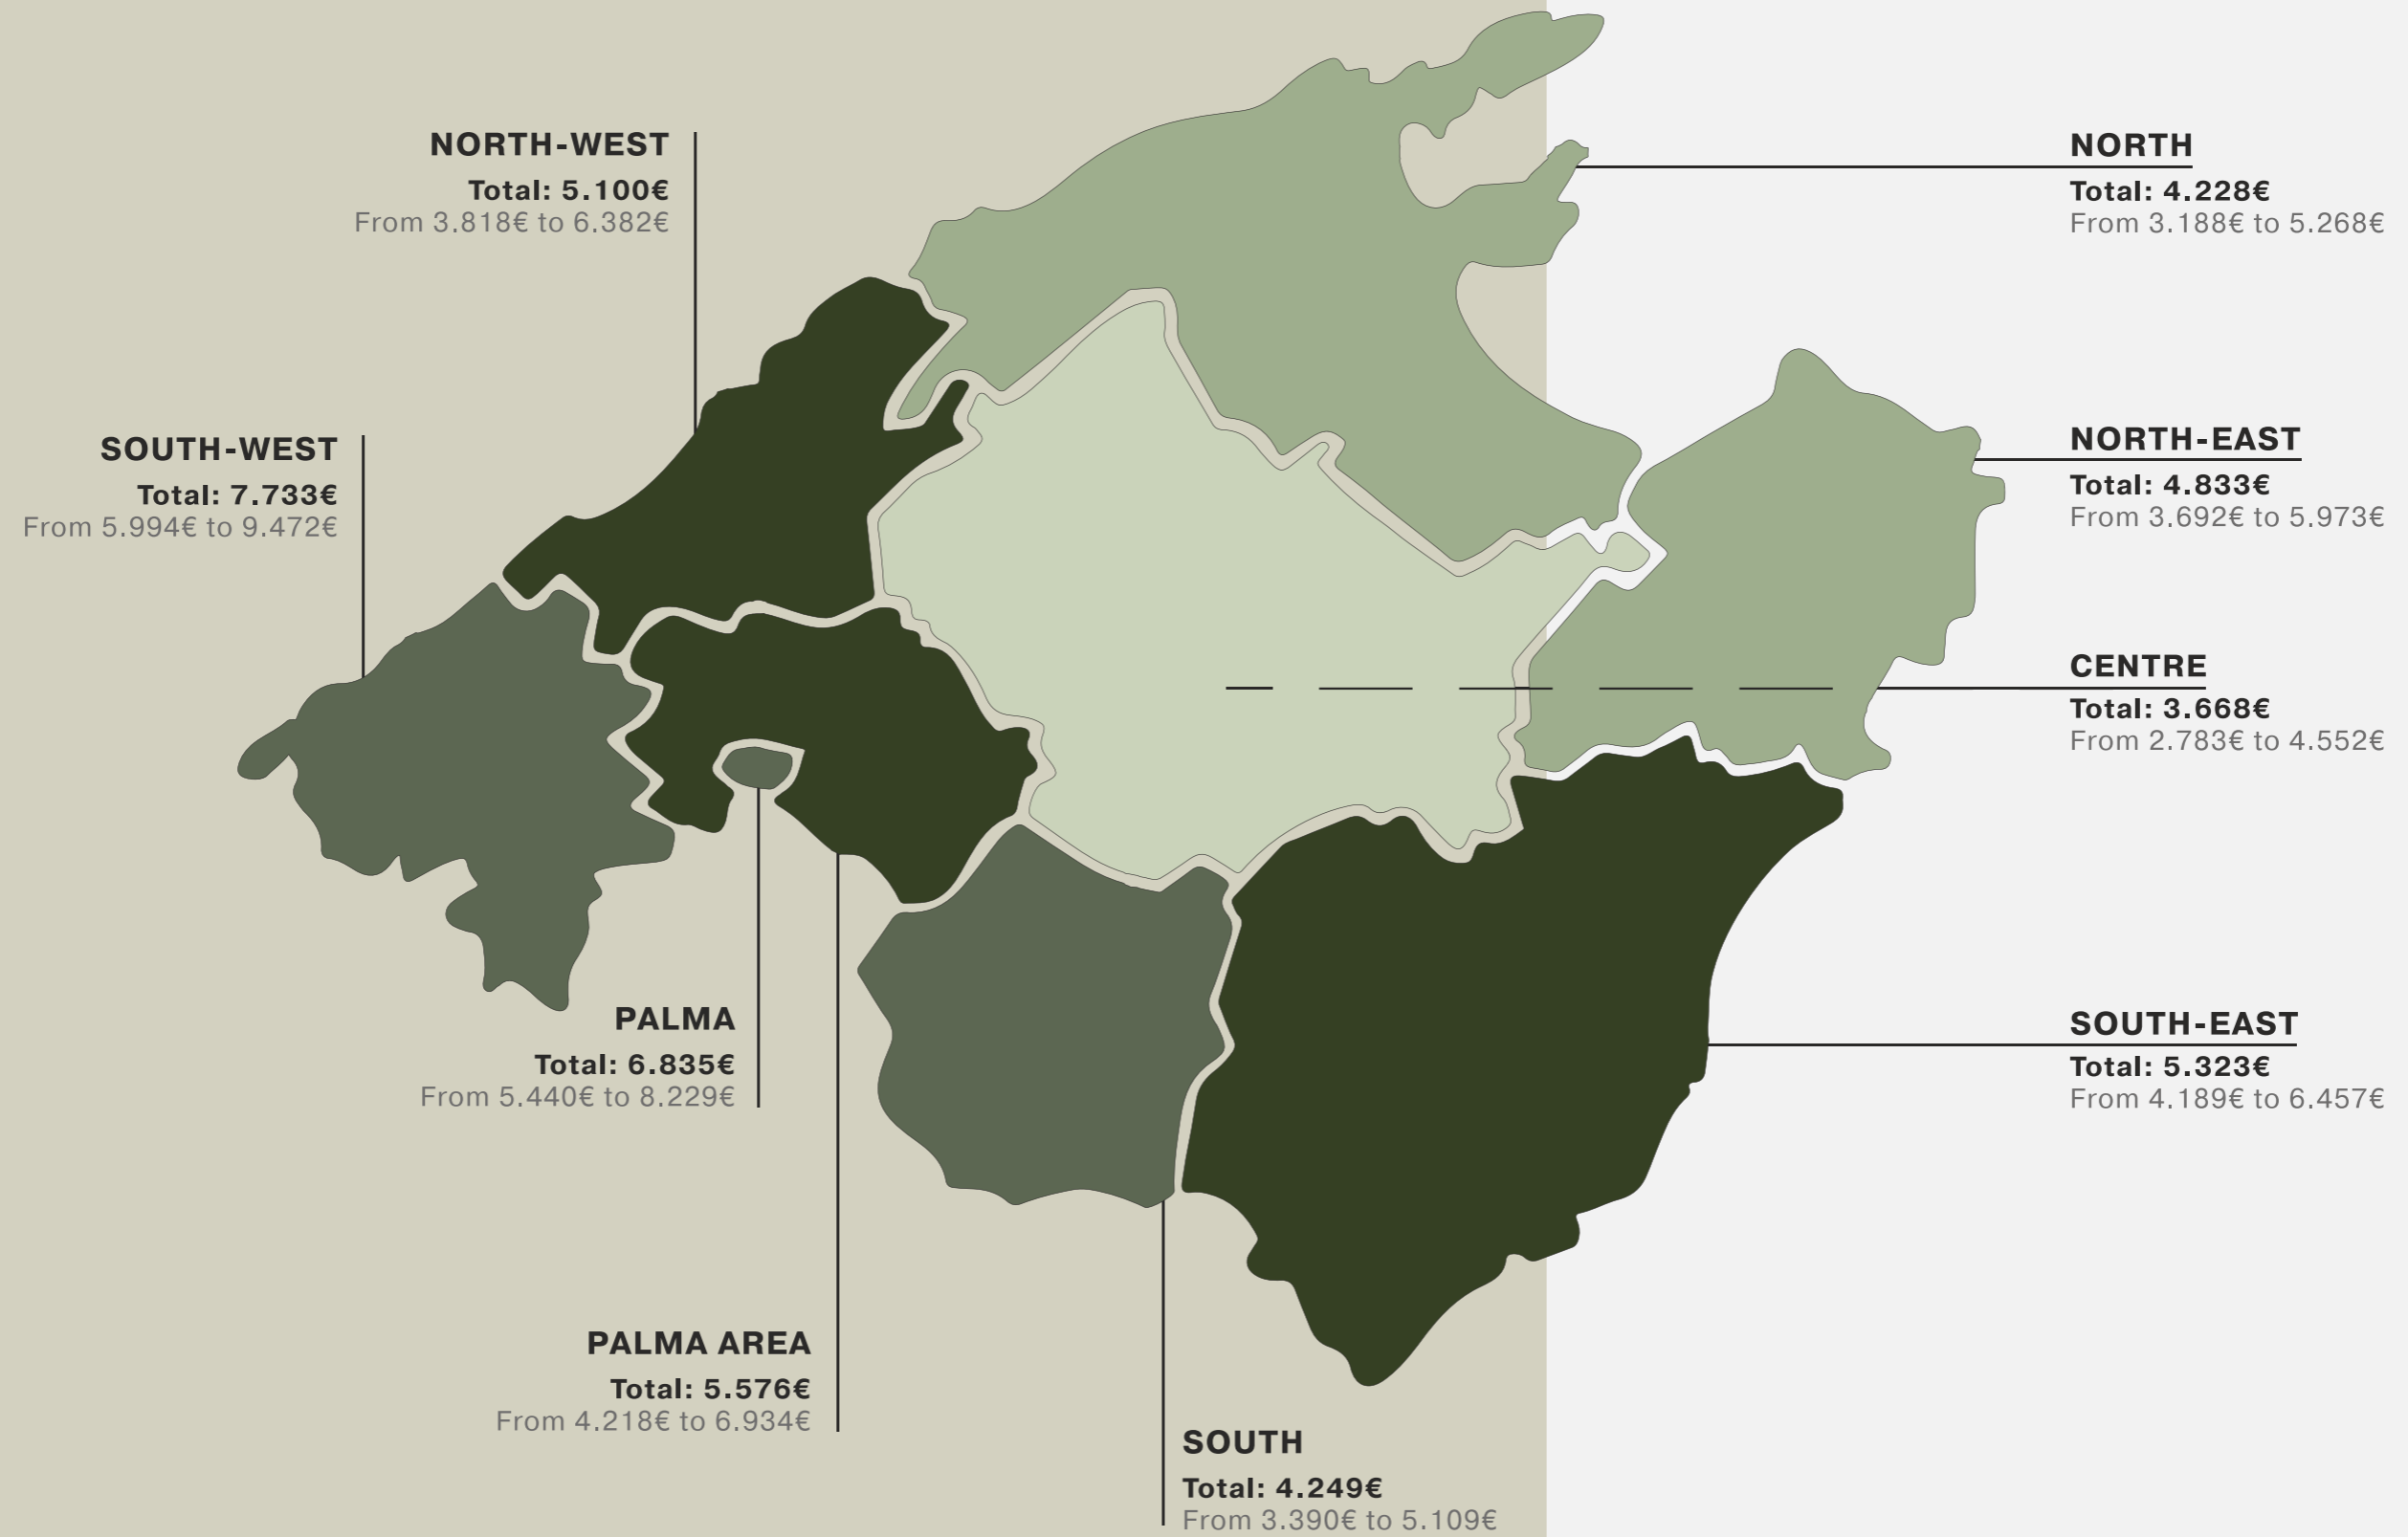 NORTH-WEST
Total: 5.100€
From 3.818€ to 6.382€
NORTH
Total: 4.228€
From 3.188€ to 5.268€
SOUTH-WEST
Total: 7.733€
From 5.994€ to 9.472€
NORTH-EAST
Total: 4.833€
From 3.692€ to 5.973€
CENTRE
Total: 3.668€
From 2.783€ to 4.552€
PALMA
Total: 6.835€
From 5.440€ to 8.229€
SOUTH-EAST
Total: 5.323€
From 4.189€ to 6.457€
PALMA AREA
Total: 5.576€
From 4.218€ to 6.934€
SOUTH
Total: 4.249€
From 3.390€ to 5.109€